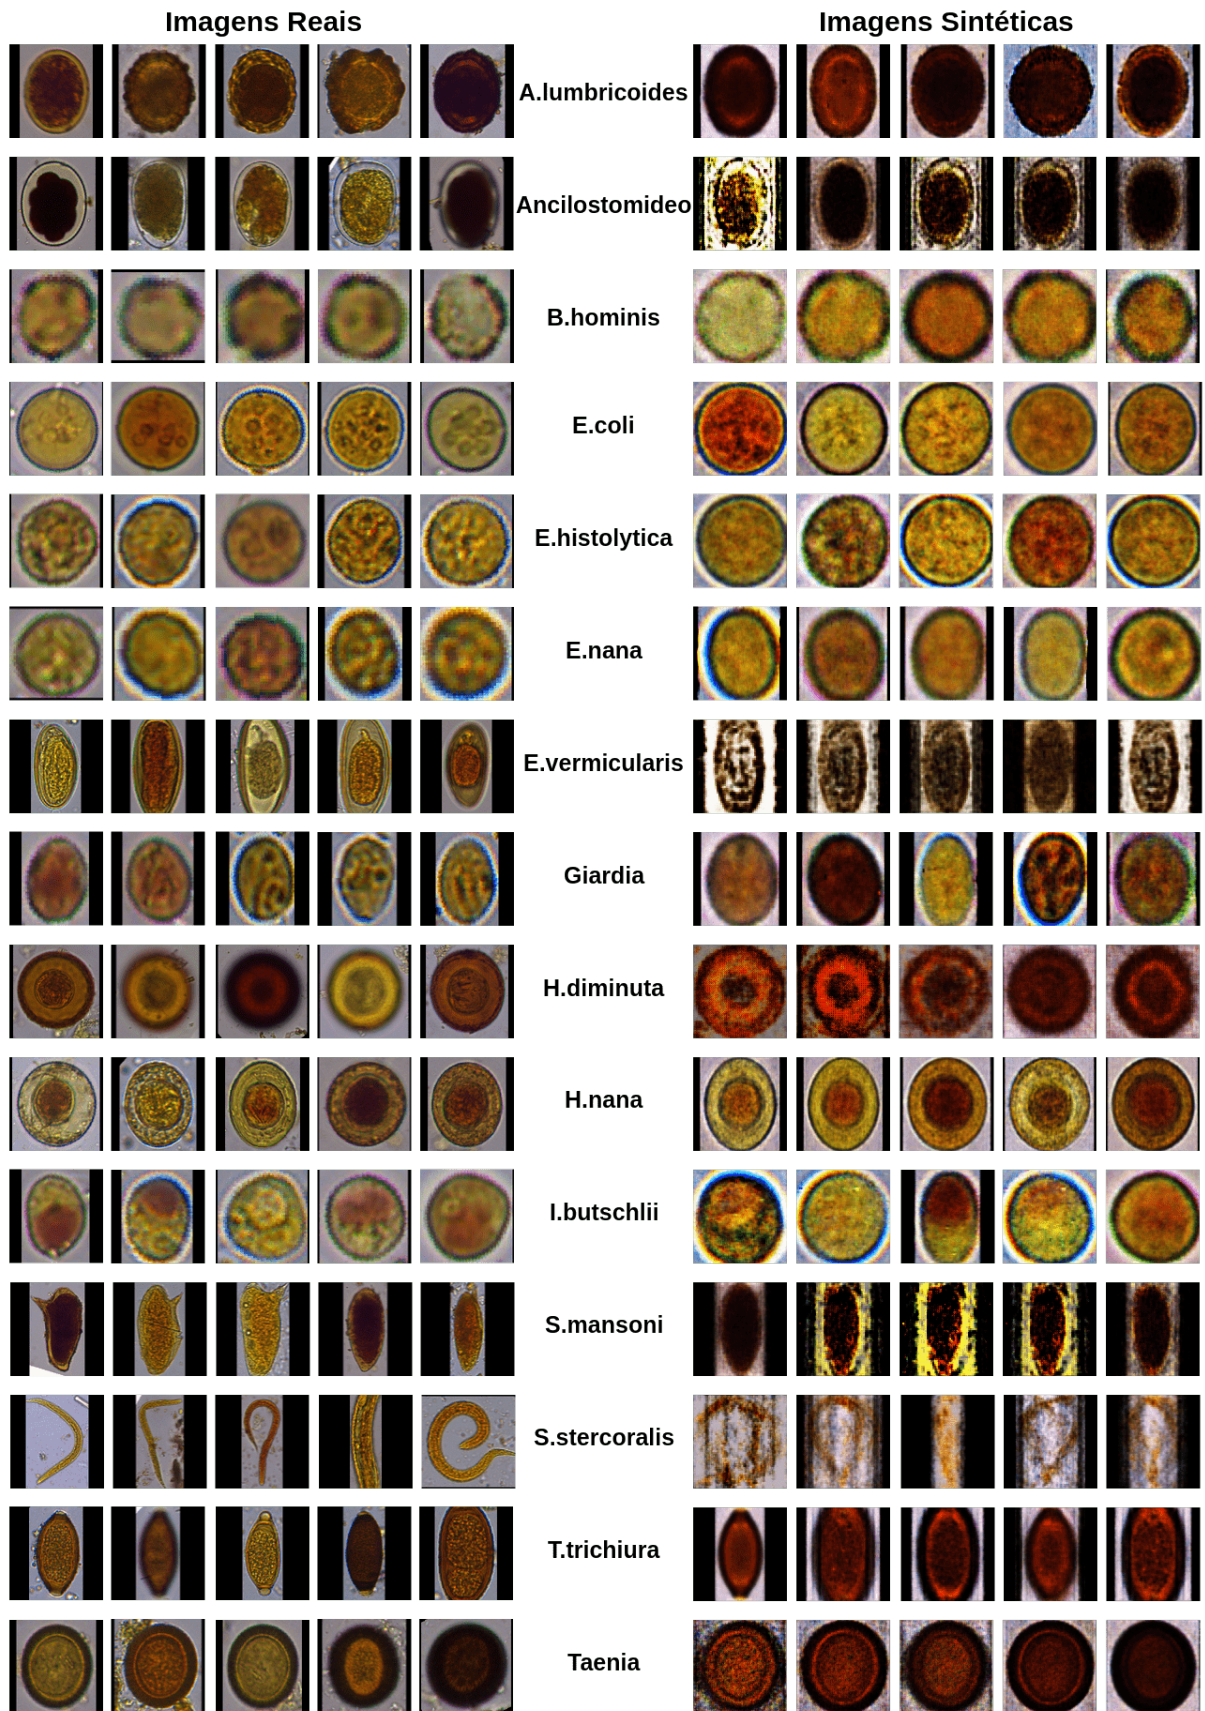 Imagens Reais
Imagens Sintéticas
A.lumbricoides
Ancilostomideo
B.hominis
E.coli
E.histolytica
E.nana
E.vermicularis
Giardia
H.diminuta
H.nana
I.butschlii
S.mansoni
S.stercoralis
T.trichiura
Taenia